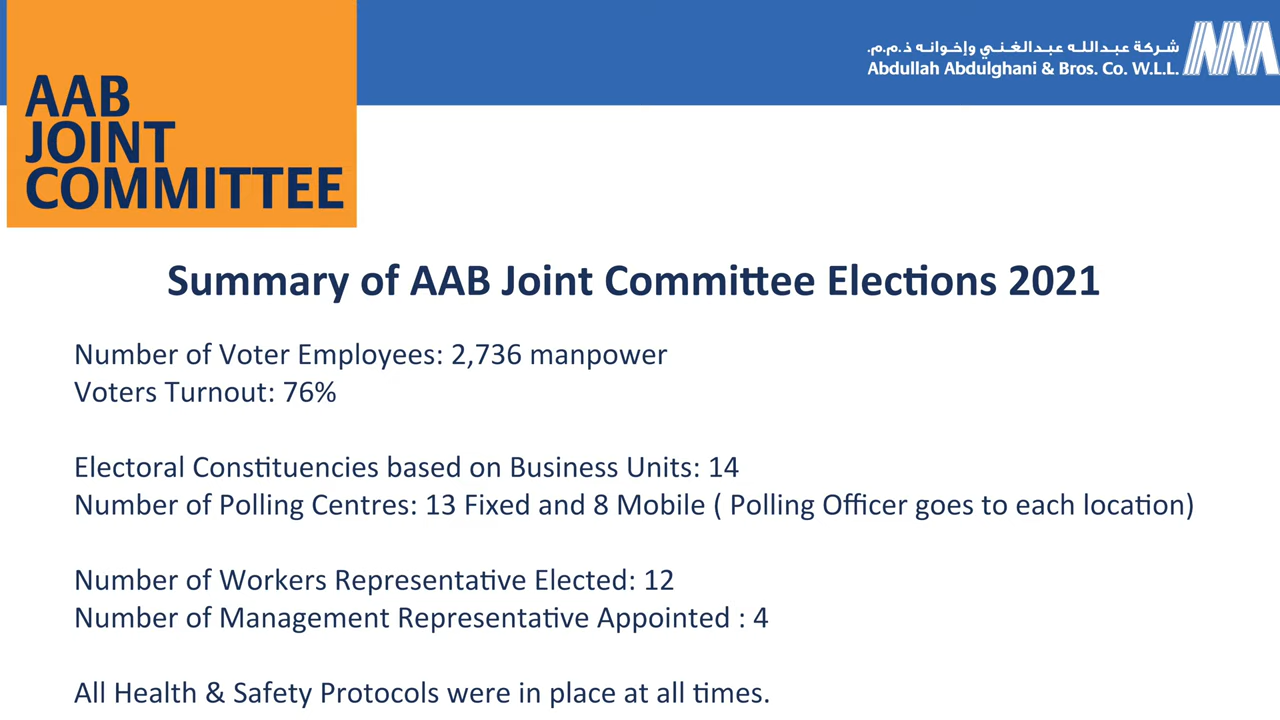 AAB
JOINT
COMMITTEE
شركة عبدالله عبدالغني وإخوانه ذ.م.م.
Abdullah Abdulghani & Bros. Co. W.L.L.
Summary of AAB Joint Committee Elections 2021
Number of Voter Employees: 2,736 manpower
Voters Turnout: 76%
Electoral Constituencies based on Business Units: 14
Number of Polling Centres: 13 Fixed and 8 Mobile ( Polling Officer goes to each location)
Number of Workers Representative Elected: 12
Number of Management Representative Appointed : 4
All Health & Safety Protocols were in place at all times.